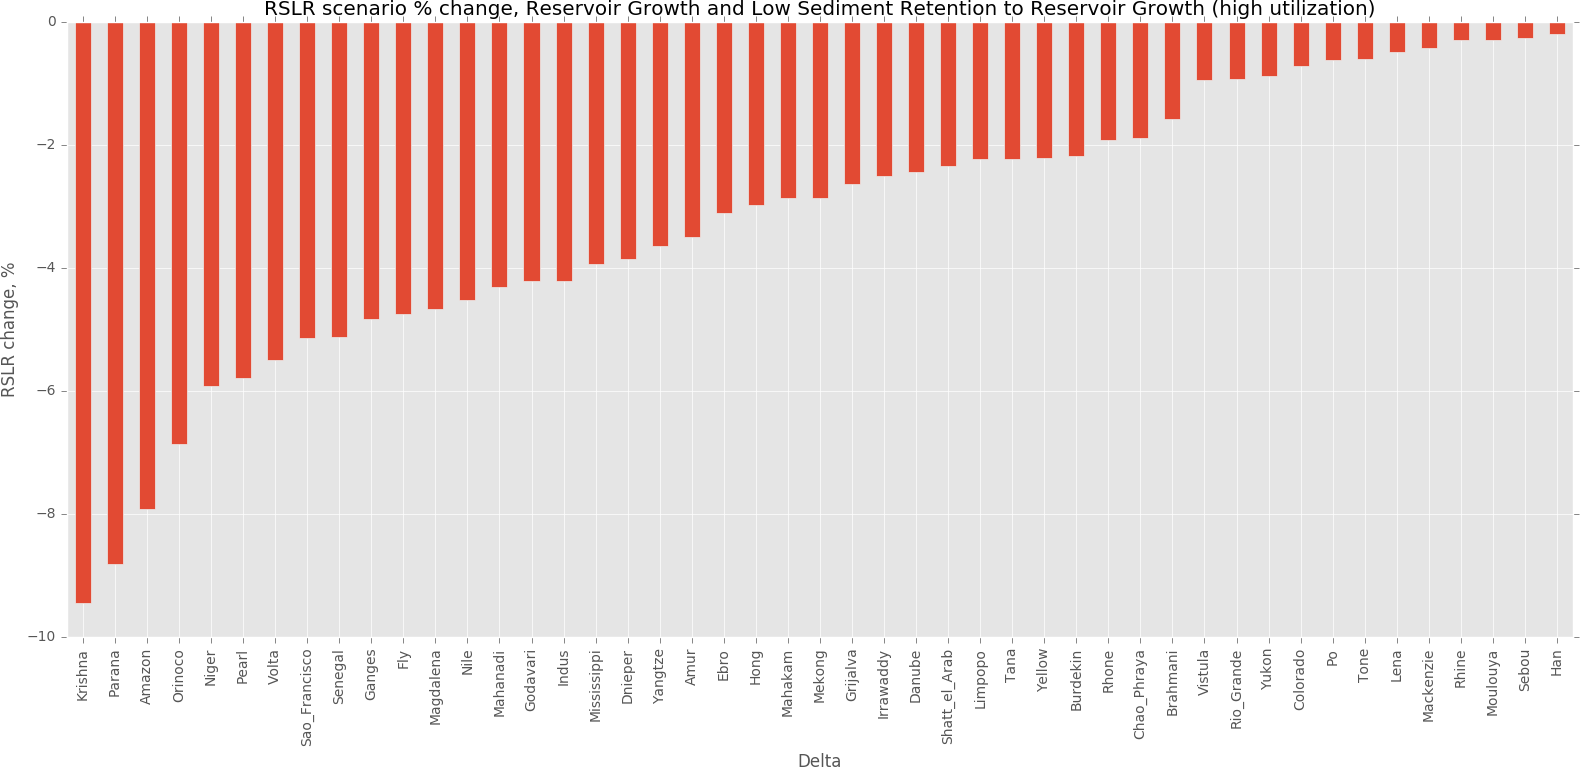 RSLR scenario % change, Reservoir Growth and Low Sediment Retention to Reservoir Growth (high utilization)
RSLR change, %
0
−2
−4
−6
−8
−10
Krishna
Parana
Amazon
Orinoco
Niger
Pearl
Volta
Sao_Francisco
Senegal
Ganges
Fly
Magdalena
Nile
Mahanadi
Godavari
Indus
Mississippi
Dnieper
Yangtze
Amur
Ebro
Hong
Mahakam
Mekong
Grijalva
Irrawaddy
Danube
Shatt_el_Arab
Limpopo
Tana
Yellow
Burdekin
Rhone
Chao_Phraya
Brahmani
Vistula
Rio_Grande
Yukon
Colorado
Po
Tone
Lena
Mackenzie
Rhine
Moulouya
Sebou
Han
Delta